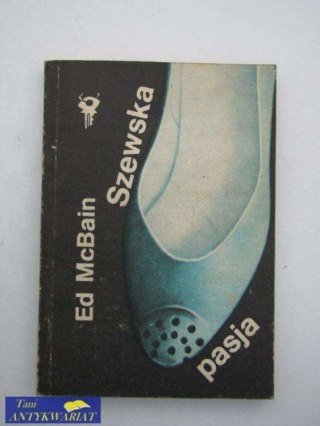 Ed McBain
Szewska
pasja
Tani
ANTYKWARIAT